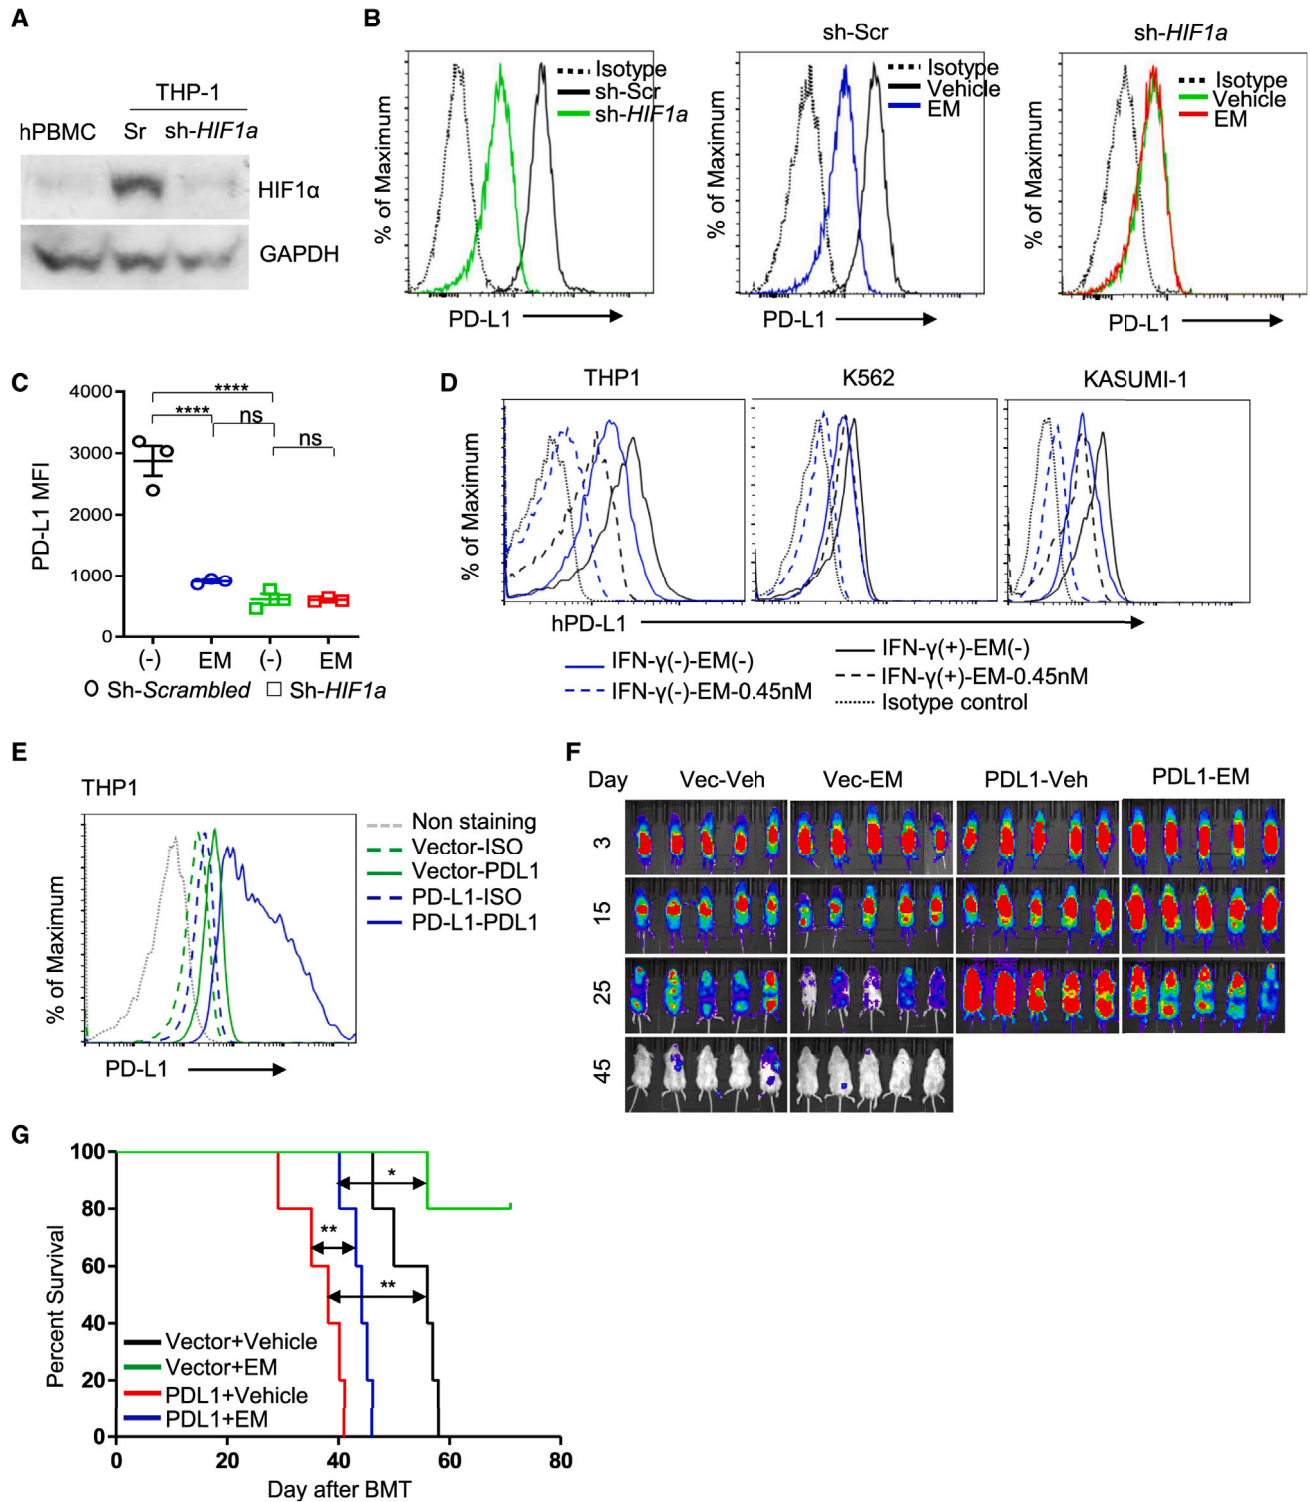 A
THP-1
hPBMC Sr sh-HIF1a
HIF1α
GAPDH
B
% of Maximum
Isotype
sh-Scr
sh-HIF1a
PD-L1
sh-Scr
% of Maximum
Isotype
Vehicle
EM
PD-L1
sh-HIF1a
% of Maximum
Isotype
Vehicle
EM
PD-L1
C
PD-L1 MFI
4000
3000
2000
1000
0
****
****
ns
ns
(-) EM (-) EM
Sh-Scrambled Sh-HIF1a
D
THP1 K562 KASUMI-1
% of Maximum
hPD-L1
IFN-γ(-)-EM(-)
IFN-γ(-)-EM-0.45nM
IFN-γ(+)-EM(-)
IFN-γ(+)-EM-0.45nM
Isotype control
E
THP1
% of Maximum
PD-L1
Non staining
Vector-ISO
Vector-PDL1
PD-L1-ISO
PD-L1-PDL1
F
Day Vec-Veh Vec-EM PDL1-Veh PDL1-EM
3
15
25
45
G
Percent Survival
100
80
60
40
20
0
*
**
**
Vector+Vehicle
Vector+EM
PDL1+Vehicle
PDL1+EM
0 20 40 60 80
Day after BMT